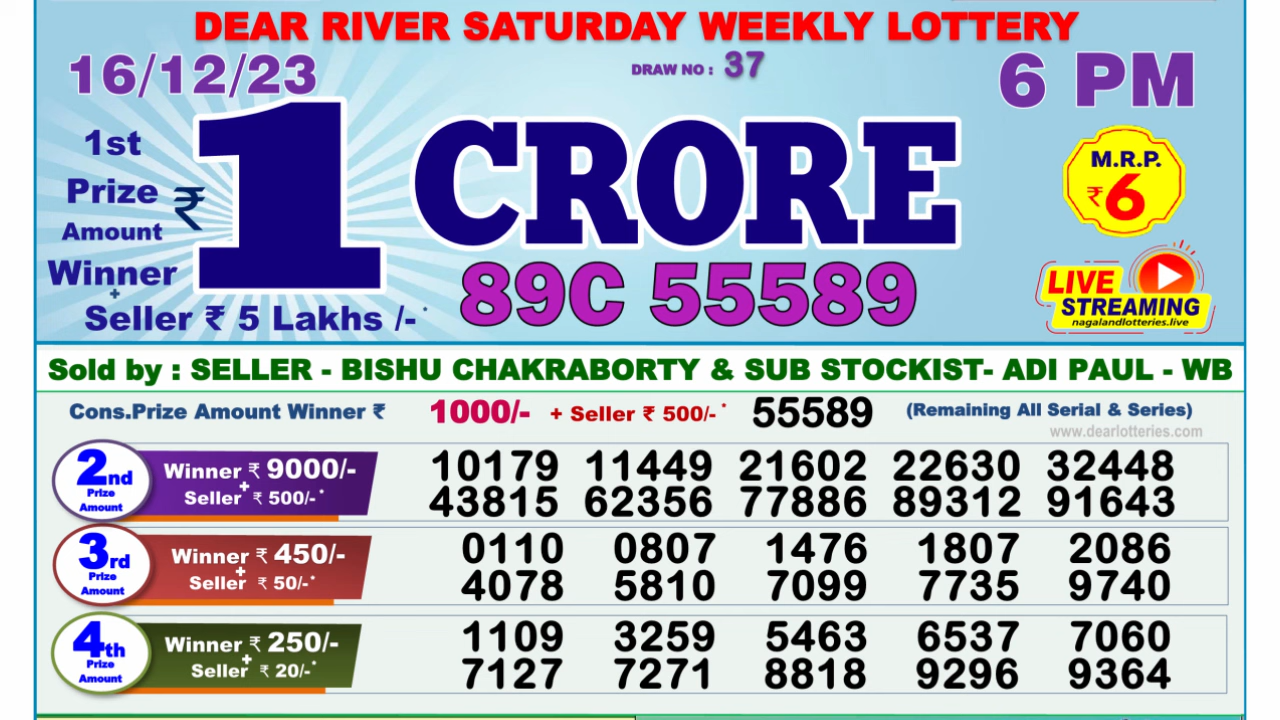 DEAR RIVER SATURDAY WEEKLY LOTTERY
16/12/23
DRAW NO : 37
6 PM
1st
Prize
Amount
Winner
+
Seller ₹ 5 Lakhs /- *
₹ 1 CRORE
89C 55589
M.R.P.
₹6
LIVE
STREAMING
nagalandlotteries.live
Sold by : SELLER - BISHU CHAKRABORTY & SUB STOCKIST- ADI PAUL - WB
Cons.Prize Amount Winner ₹ 1000/- + Seller ₹ 500/- * 55589 (Remaining All Serial & Series)
www.dearlotteries.com
2nd
Prize
Amount
Winner ₹ 9000/-
+
Seller ₹ 500/- *
10179 11449 21602 22630 32448
43815 62356 77886 89312 91643
3rd
Prize
Amount
Winner ₹ 450/-
+
Seller ₹ 50/- *
0110 0807 1476 1807 2086
4078 5810 7099 7735 9740
4th
Prize
Amount
Winner ₹ 250/-
+
Seller ₹ 20/- *
1109 3259 5463 6537 7060
7127 7271 8818 9296 9364